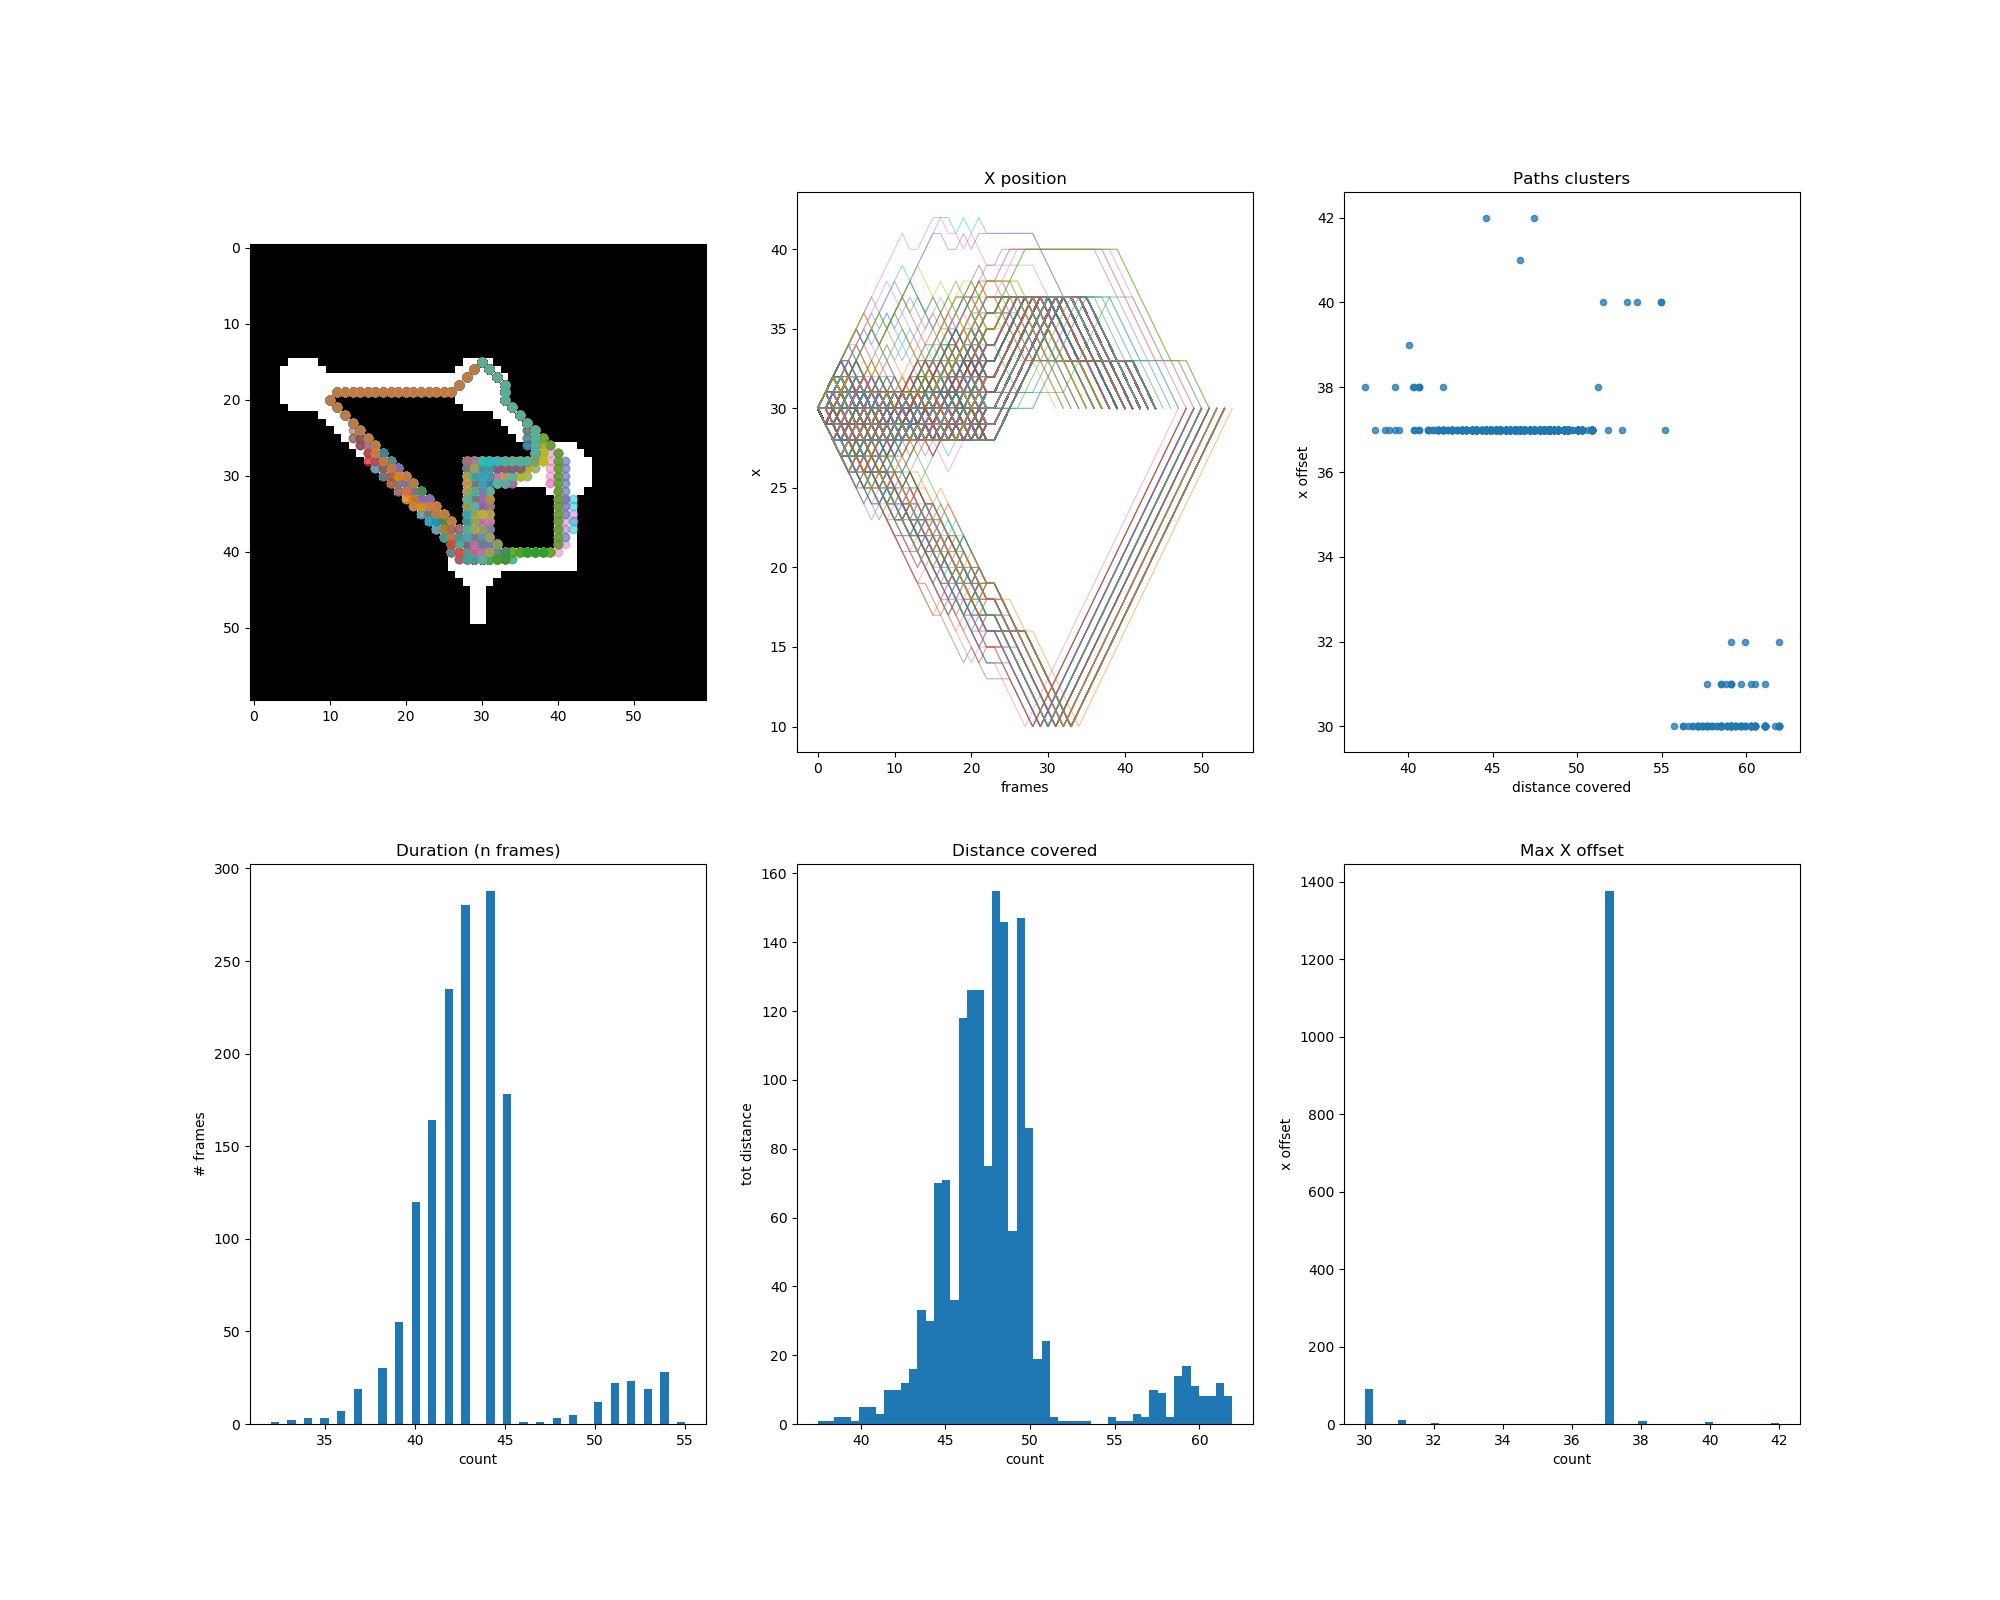 X position
Paths clusters
0
10
20
30
40
50
0 10 20 30 40 50
x
40
35
30
25
20
15
10
0 10 20 30 40 50
frames
x offset
42
40
38
36
34
32
30
40 45 50 55 60
distance covered
Duration (n frames)
Distance covered
Max X offset
# frames
300
250
200
150
100
50
0
35 40 45 50 55
count
tot distance
160
140
120
100
80
60
40
20
0
40 45 50 55 60
count
x offset
1400
1200
1000
800
600
400
200
0
30 32 34 36 38 40 42
count